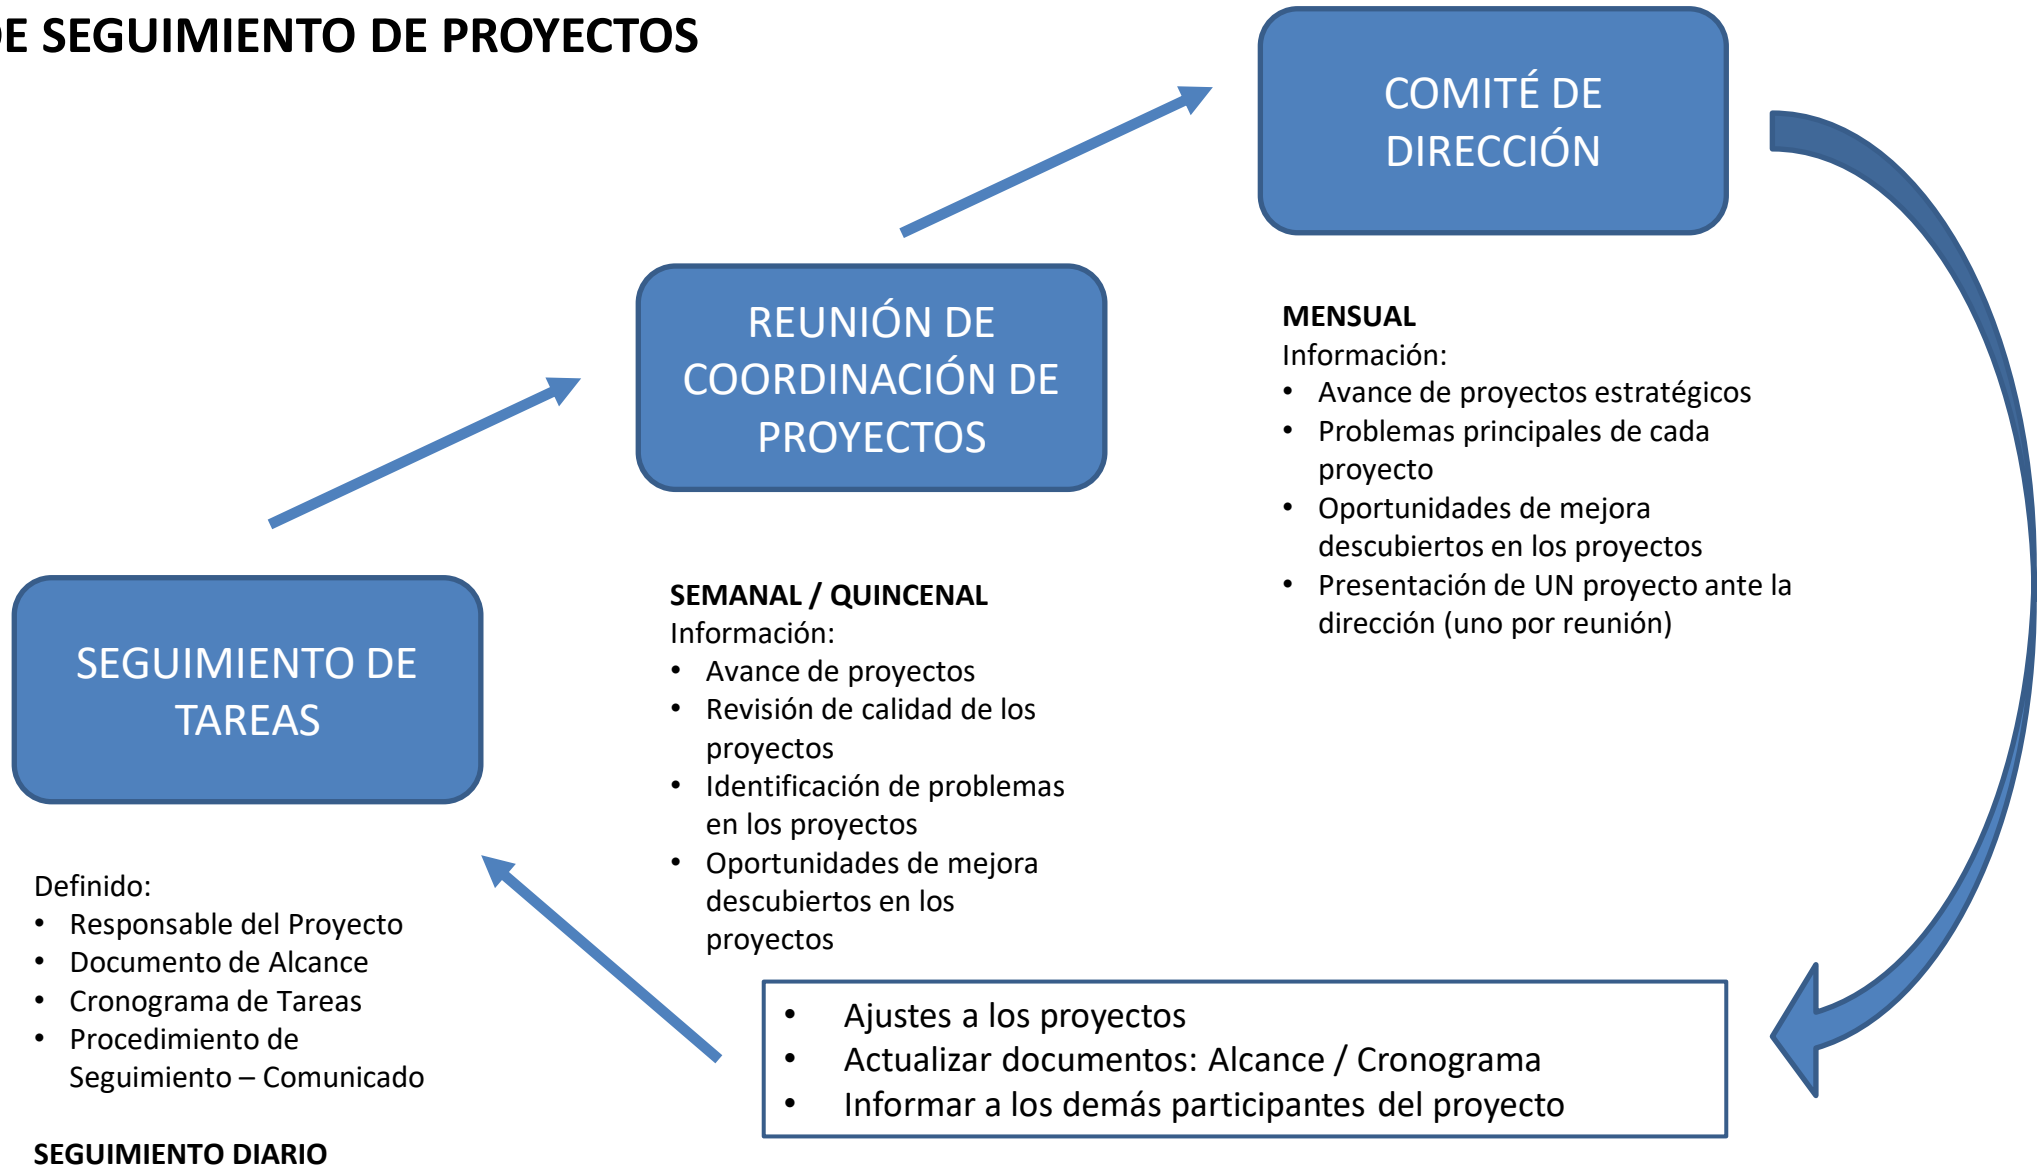 DE SEGUIMIENTO DE PROYECTOS
COMITÉ DE
DIRECCIÓN
MENSUAL
Información:
• Avance de proyectos estratégicos
• Problemas principales de cada
proyecto
• Oportunidades de mejora
descubiertos en los proyectos
• Presentación de UN proyecto ante la
dirección (uno por reunión)
REUNIÓN DE
COORDINACIÓN DE
PROYECTOS
SEMANAL / QUINCENAL
Información:
• Avance de proyectos
• Revisión de calidad de los
proyectos
• Identificación de problemas
en los proyectos
• Oportunidades de mejora
descubiertos en los
proyectos
SEGUIMIENTO DE
TAREAS
Definido:
• Responsable del Proyecto
• Documento de Alcance
• Cronograma de Tareas
• Procedimiento de
Seguimiento – Comunicado
SEGUIMIENTO DIARIO
• Ajustes a los proyectos
• Actualizar documentos: Alcance / Cronograma
• Informar a los demás participantes del proyecto